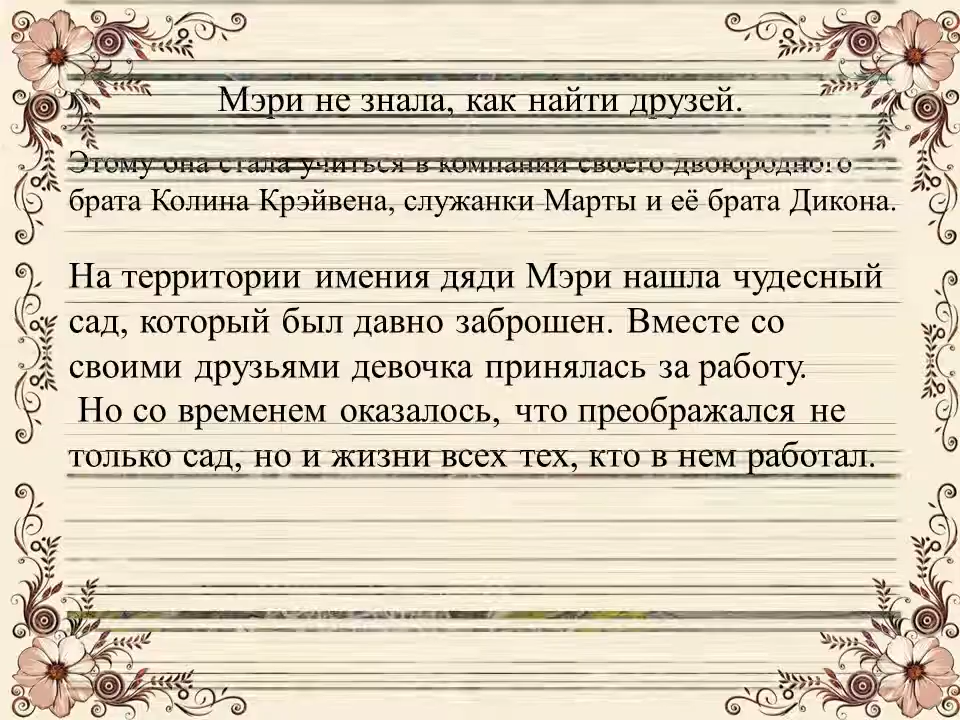 Мэри не знала, как найти друзей.
Этому она стала учиться в компании своего двоюродного
брата Колина Крэйвена, служанки Марты и её брата Дикона.
На территории имения дяди Мэри нашла чудесный
сад, который был давно заброшен. Вместе со
своими друзьями девочка принялась за работу.
Но со временем оказалось, что преображался не
только сад, но и жизни всех тех, кто в нем работал.